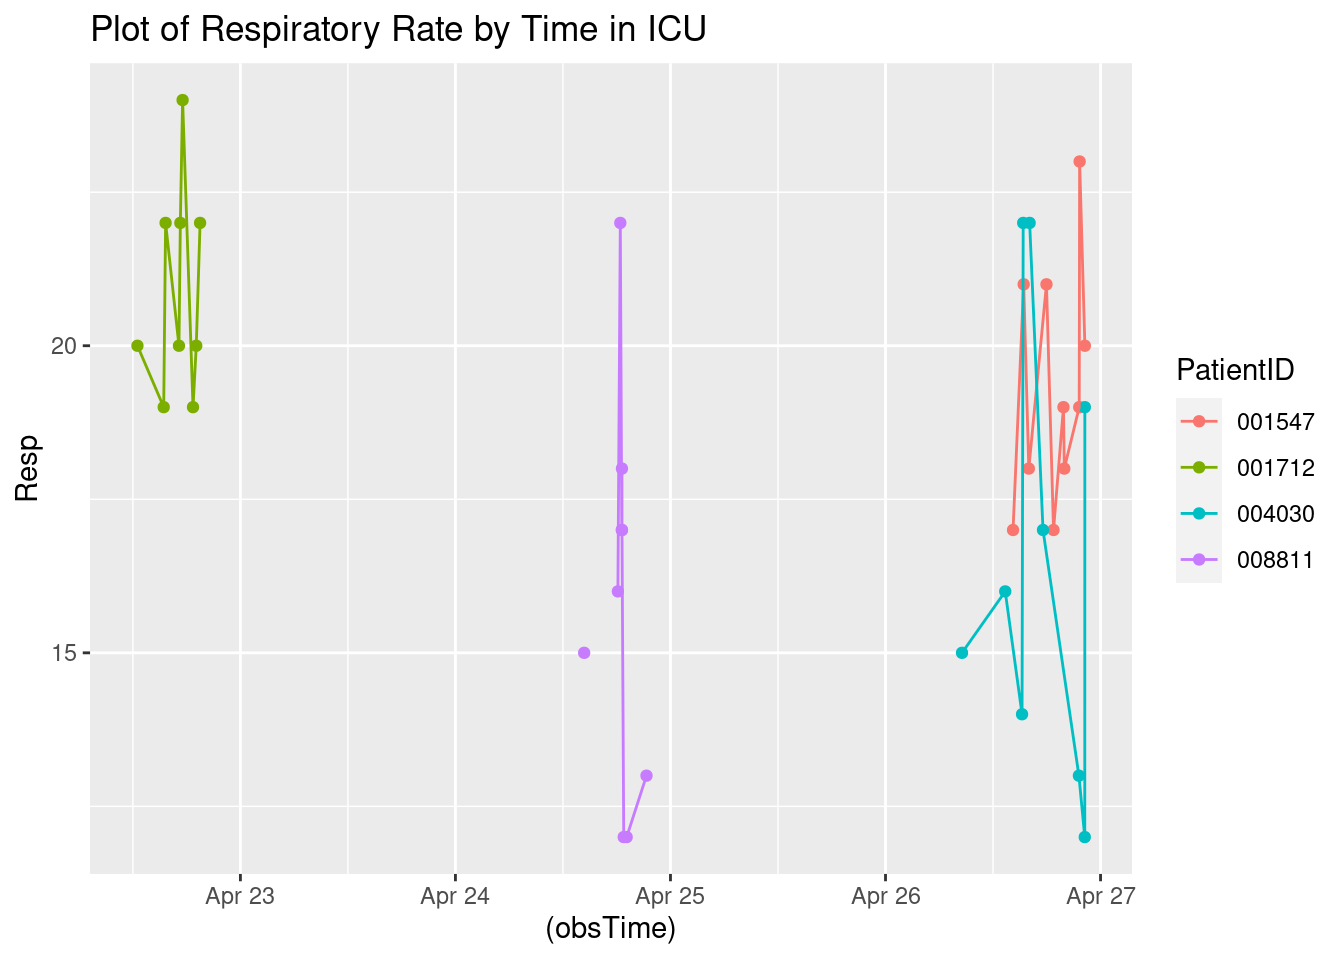 Plot of Respiratory Rate by Time in ICU
Resp
20
15
Apr 23
Apr 24
Apr 25
Apr 26
Apr 27
(obsTime)
PatientID
001547
001712
004030
008811